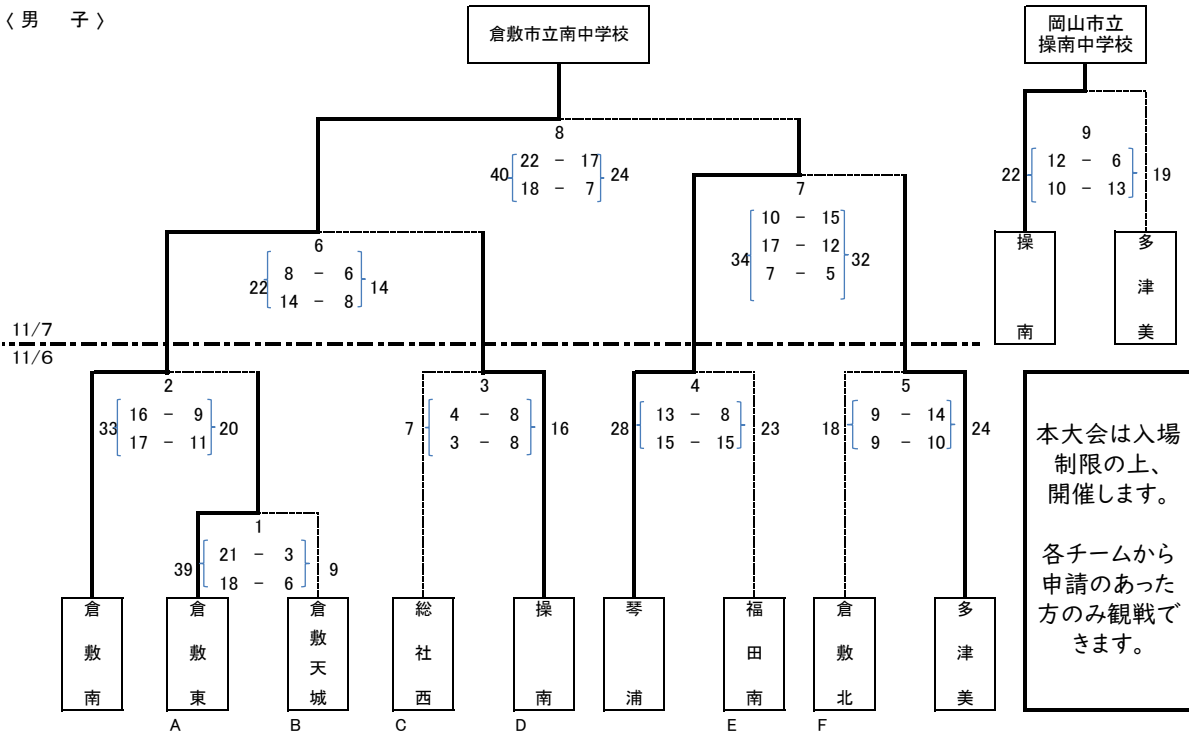 〈 男　子 〉
倉敷市立南中学校
岡山市立
操南中学校
8
40 22 － 17 24
18 － 7
9
22 12 － 6 19
10 － 13
7
34 10 － 15 32
17 － 12
7 － 5
6
22 8 － 6 14
14 － 8
操南
多津美
11/7
11/6
2
33 16 － 9 20
17 － 11
3
7 4 － 8 16
3 － 8
4
28 13 － 8 23
15 － 15
5
18 9 － 14 24
9 － 10
1
39 21 － 3 9
18 － 6
倉敷南
倉敷東
倉敷天城
総社西
操南
琴浦
福田南
倉敷北
多津美
A B C D E F
本大会は入場
制限の上、
開催します。
各チームから
申請のあった
方のみ観戦で
きます。